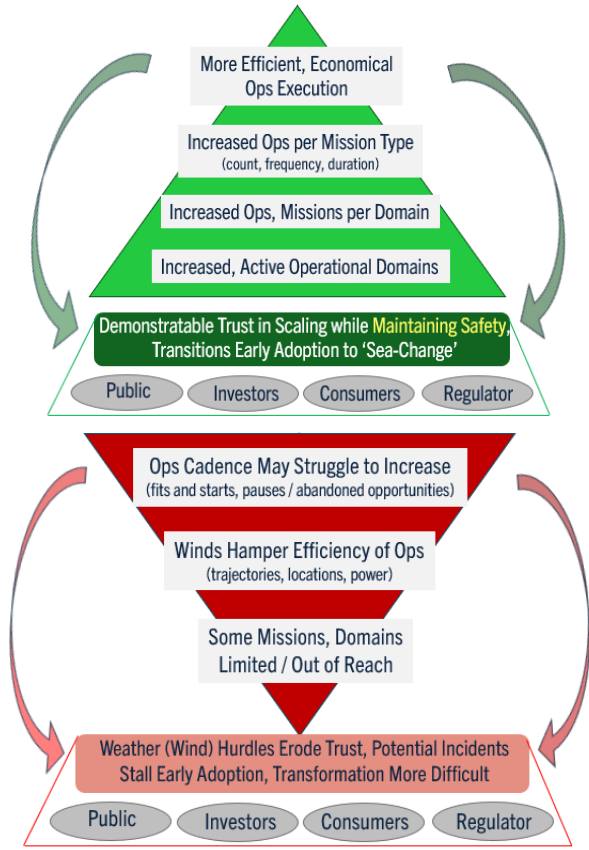 More Efficient, Economical
Ops Execution
Increased Ops per Mission Type
(count, frequency, duration)
Increased Ops, Missions per Domain
Increased, Active Operational Domains
Demonstratable Trust in Scaling while Maintaining Safety,
Transitions Early Adoption to ‘Sea-Change’
Public
Investors
Consumers
Regulator
Ops Cadence May Struggle to Increase
(fits and starts, pauses / abandoned opportunities)
Winds Hamper Efficiency of Ops
(trajectories, locations, power)
Some Missions, Domains
Limited / Out of Reach
Weather (Wind) Hurdles Erode Trust, Potential Incidents
Stall Early Adoption, Transformation More Difficult
Public
Investors
Consumers
Regulator